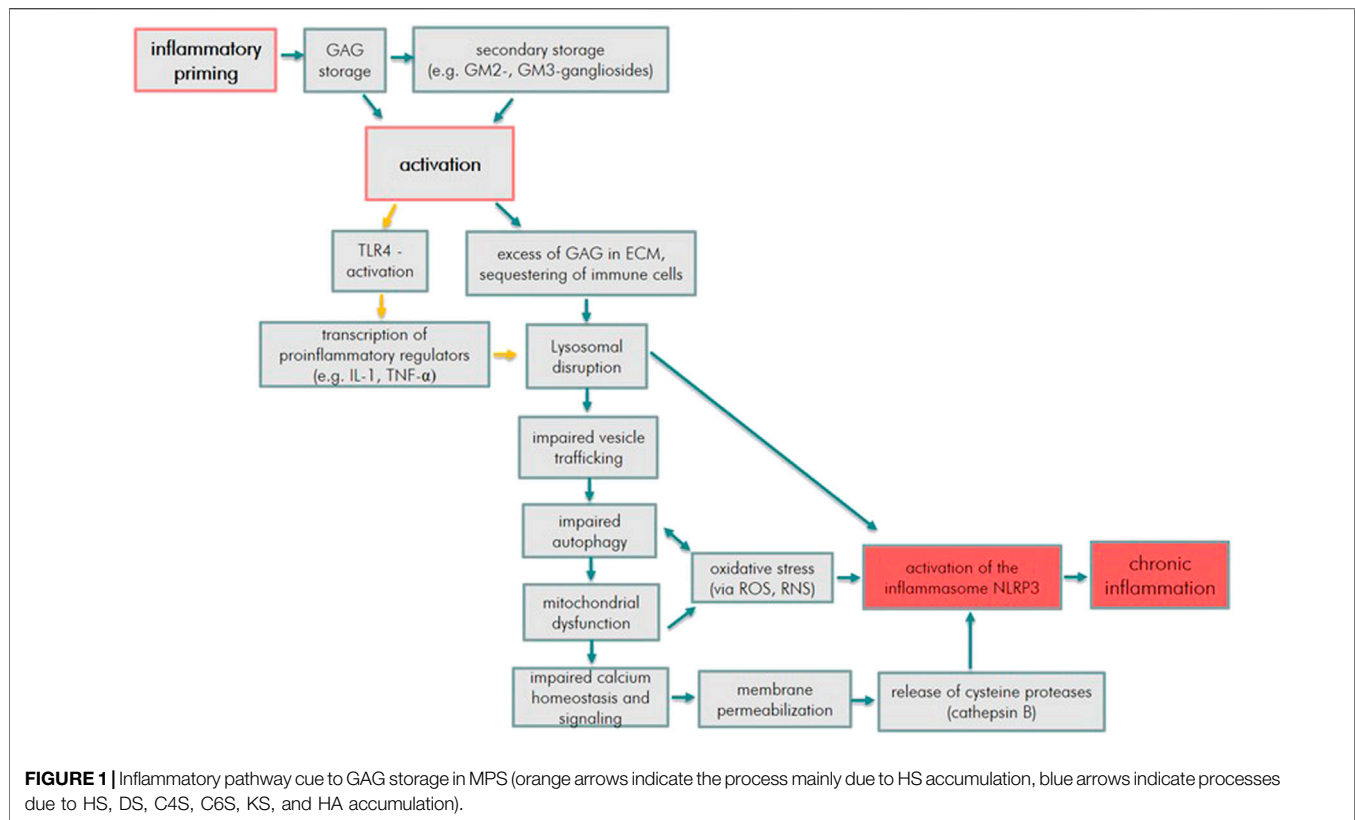 inflammatory
priming
GAG
storage
secondary storage
(e.g. GM2-, GM3-gangliosides)
activation
TLR4 -
activation
excess of GAG in ECM,
sequestering of immune cells
transcription of
proinflammatory regulators
(e.g. IL-1, TNF-α)
Lysosomal
disruption
impaired vesicle
trafficking
impaired
autophagy
oxidative stress
(via ROS, RNS)
activation of the
inflammasome NLRP3
chronic
inflammation
mitochondrial
dysfunction
impaired calcium
homeostasis and
signaling
membrane
permeabilization
release of cysteine proteases
(cathepsin B)
FIGURE 1 | Inflammatory pathway cue to GAG storage in MPS (orange arrows indicate the process mainly due to HS accumulation, blue arrows indicate processes
due to HS, DS, C4S, C6S, KS, and HA accumulation).